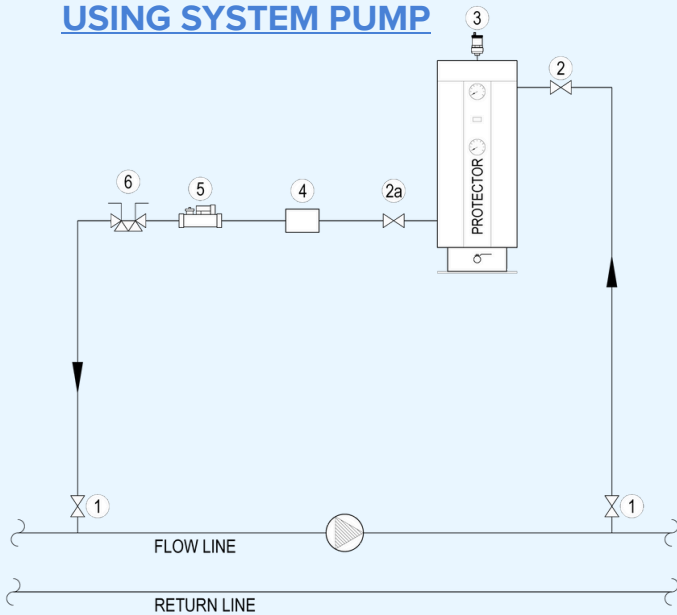 USING SYSTEM PUMP
3
2
PROTECTOR
6
5
4
2a
1
1
FLOW LINE
RETURN LINE